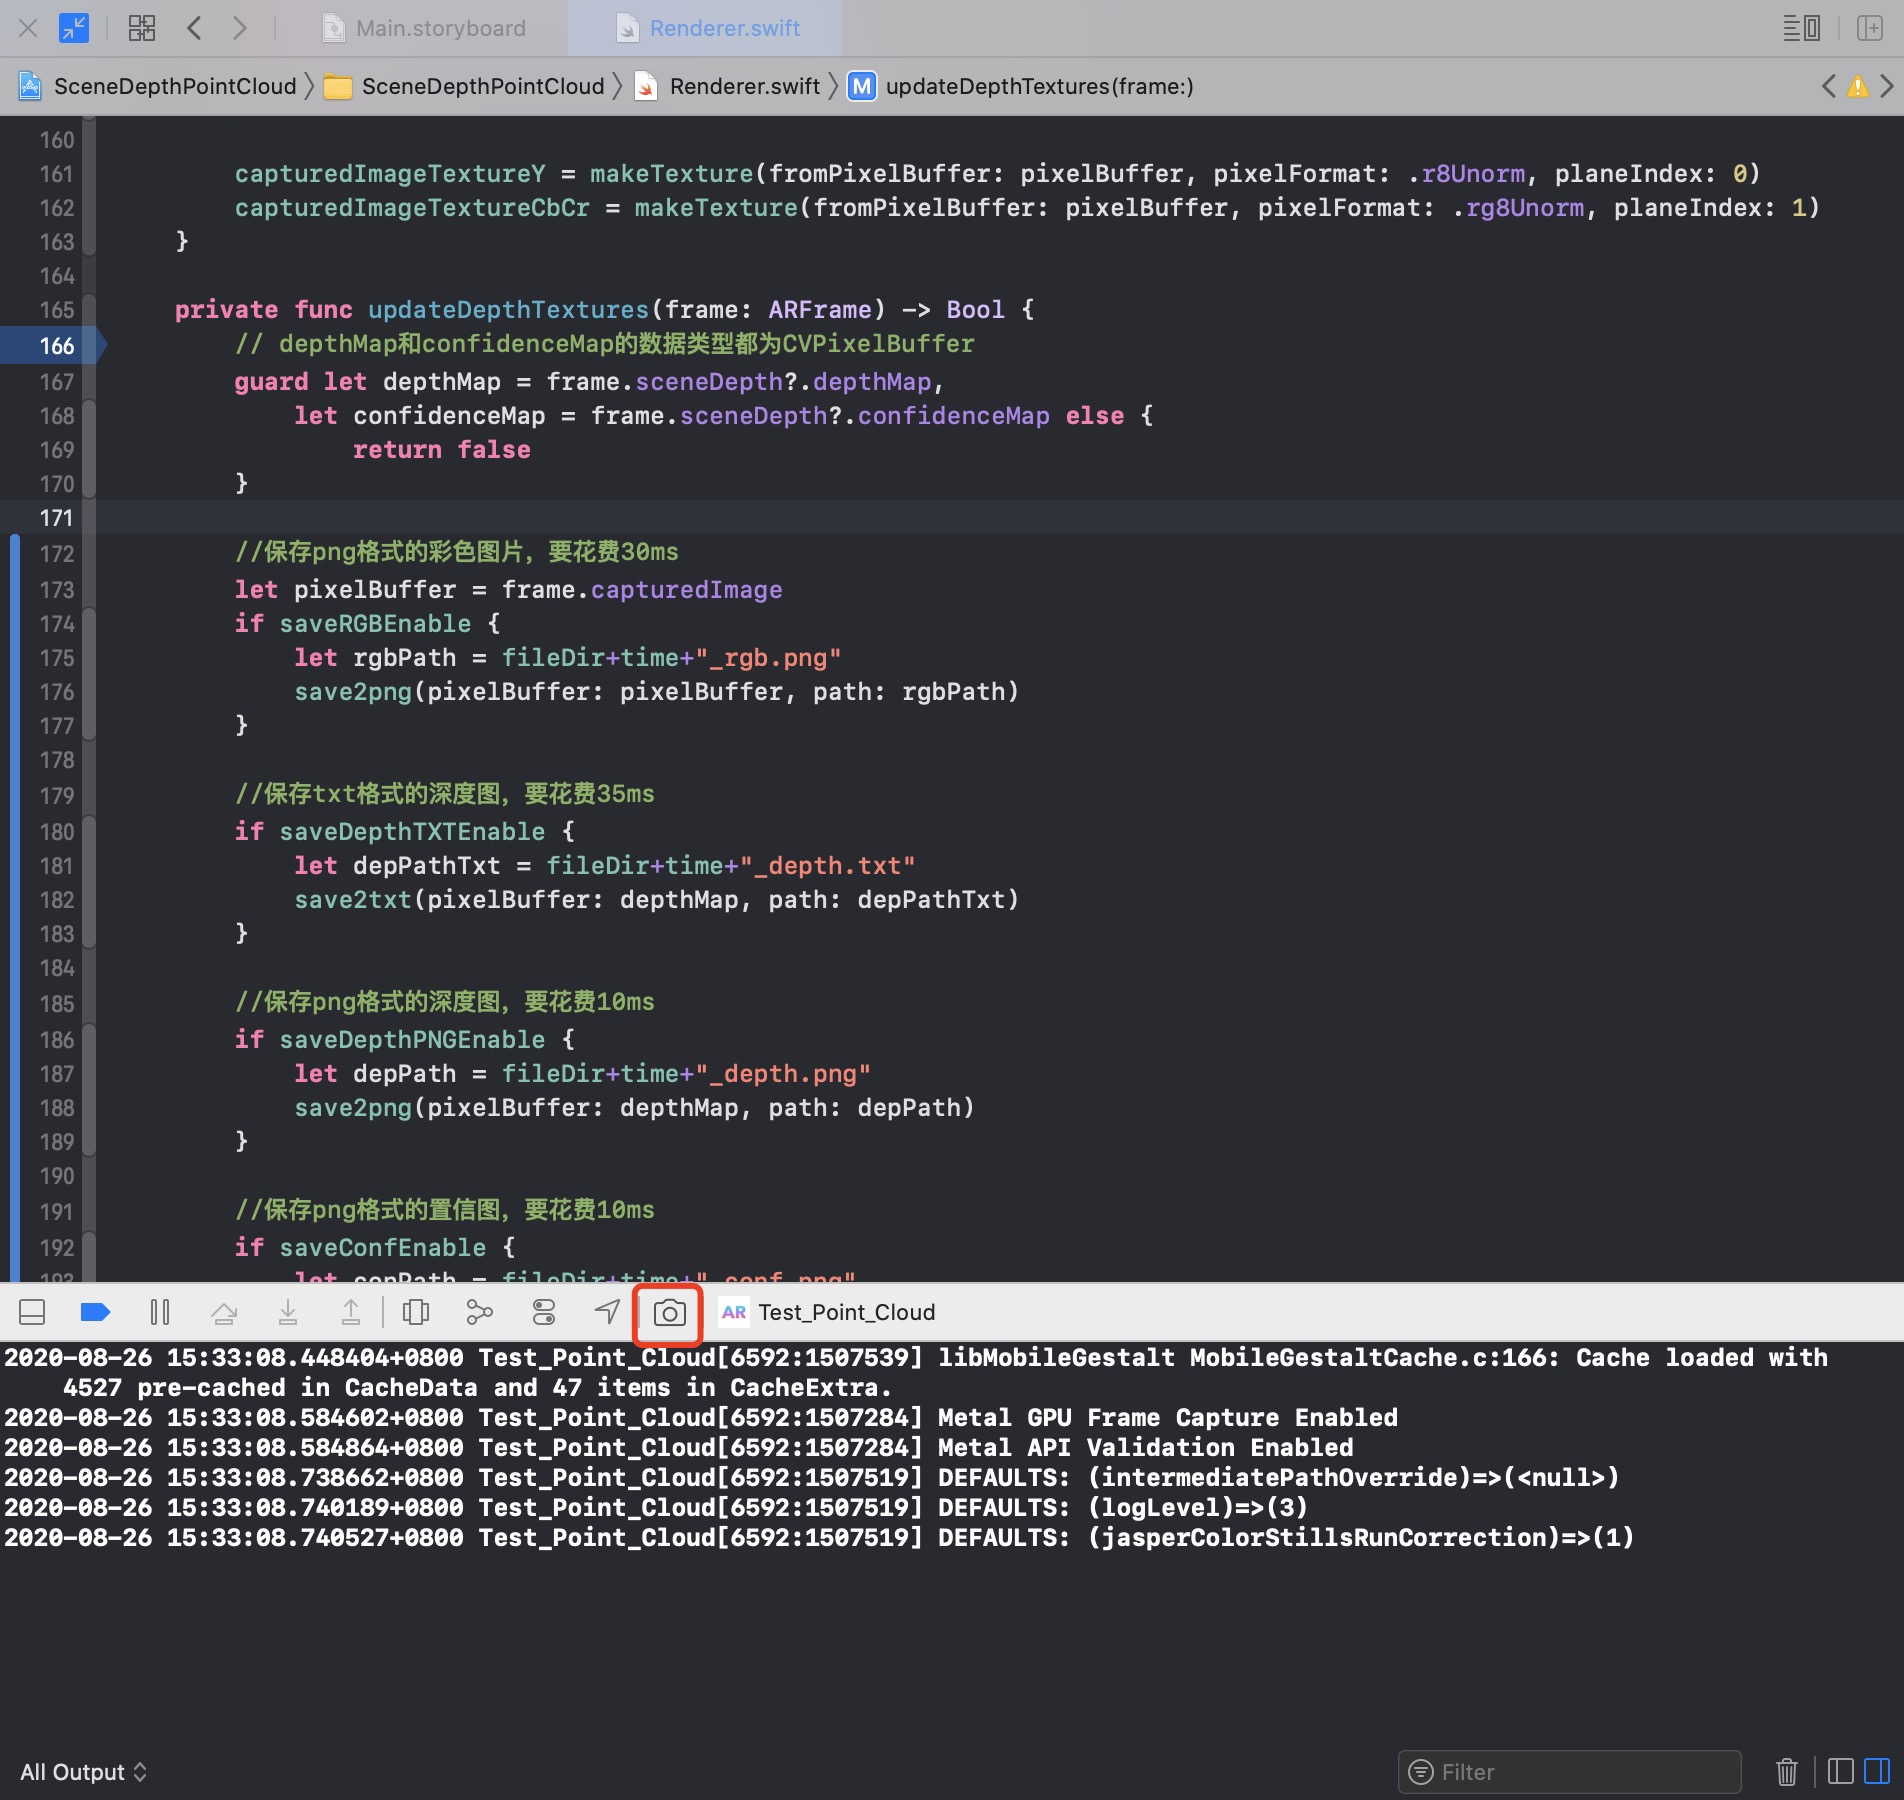 Main.storyboard
Renderer.swift
SceneDepthPointCloud
SceneDepthPointCloud
Renderer.swift
M
updateDepthTextures(frame:)
160
161 capturedImageTextureY = makeTexture(fromPixelBuffer: pixelBuffer, pixelFormat: .r8Unorm, planeIndex: 0)
162 capturedImageTextureCbCr = makeTexture(fromPixelBuffer: pixelBuffer, pixelFormat: .rg8Unorm, planeIndex: 1)
163 }
164
165 private func updateDepthTextures(frame: ARFrame) -> Bool {
166 // depthMap和confidenceMap的数据类型都为CVPixelBuffer
167 guard let depthMap = frame.sceneDepth?.depthMap,
168 let confidenceMap = frame.sceneDepth?.confidenceMap else {
169 return false
170 }
171
172 //保存png格式的彩色图片，要花费30ms
173 let pixelBuffer = frame.capturedImage
174 if saveRGBEnable {
175 let rgbPath = fileDir+time+"_rgb.png"
176 save2png(pixelBuffer: pixelBuffer, path: rgbPath)
177 }
178
179 //保存txt格式的深度图，要花费35ms
180 if saveDepthTXTEnable {
181 let depPathTxt = fileDir+time+"_depth.txt"
182 save2txt(pixelBuffer: depthMap, path: depPathTxt)
183 }
184
185 //保存png格式的深度图，要花费10ms
186 if saveDepthPNGEnable {
187 let depPath = fileDir+time+"_depth.png"
188 save2png(pixelBuffer: depthMap, path: depPath)
189 }
190
191 //保存png格式的置信图，要花费10ms
192 if saveConfEnable {
193 let conPath = fileDir+time+"_conf.png"
AR Test_Point_Cloud
2020-08-26 15:33:08.448404+0800 Test_Point_Cloud[6592:1507539] libMobileGestalt MobileGestaltCache.c:166: Cache loaded with
4527 pre-cached in CacheData and 47 items in CacheExtra.
2020-08-26 15:33:08.584602+0800 Test_Point_Cloud[6592:1507284] Metal GPU Frame Capture Enabled
2020-08-26 15:33:08.584864+0800 Test_Point_Cloud[6592:1507284] Metal API Validation Enabled
2020-08-26 15:33:08.738662+0800 Test_Point_Cloud[6592:1507519] DEFAULTS: (intermediatePathOverride)=>(<null>)
2020-08-26 15:33:08.740189+0800 Test_Point_Cloud[6592:1507519] DEFAULTS: (logLevel)=>(3)
2020-08-26 15:33:08.740527+0800 Test_Point_Cloud[6592:1507519] DEFAULTS: (jasperColorStillsRunCorrection)=>(1)
All Output
Filter